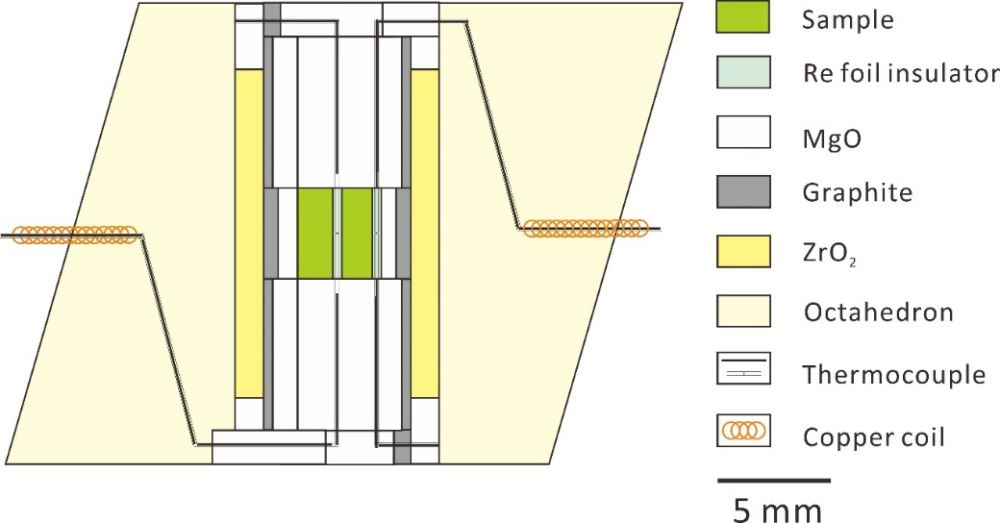 Sample
Re foil insulator
MgO
Graphite
ZrO₂
Octahedron
Thermocouple
Copper coil
5 mm